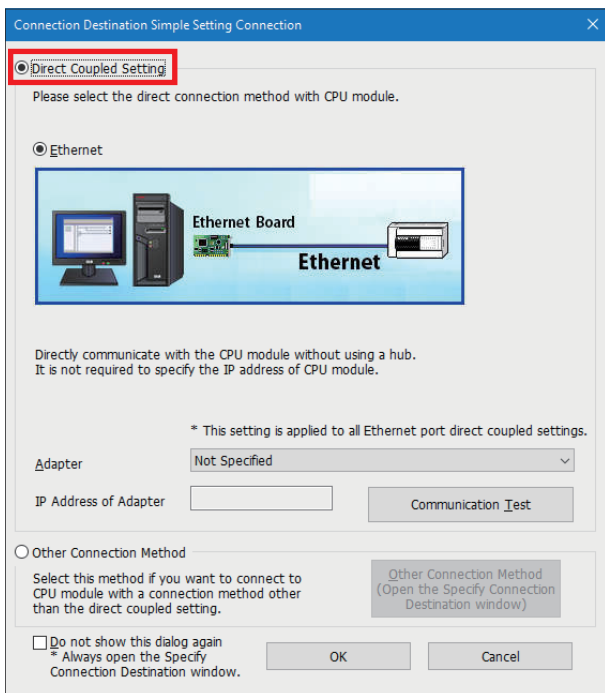 Connection Destination Simple Setting Connection
Direct Coupled Setting
Please select the direct connection method with CPU module.
Ethernet
Ethernet Board
Ethernet
Directly communicate with the CPU module without using a hub.
It is not required to specify the IP address of CPU module.
* This setting is applied to all Ethernet port direct coupled settings.
Adapter
Not Specified
IP Address of Adapter
Communication Test
Other Connection Method
Select this method if you want to connect to
CPU module with a connection method other
than the direct coupled setting.
Other Connection Method
(Open the Specify Connection
Destination window)
Do not show this dialog again
* Always open the Specify
Connection Destination window.
OK
Cancel